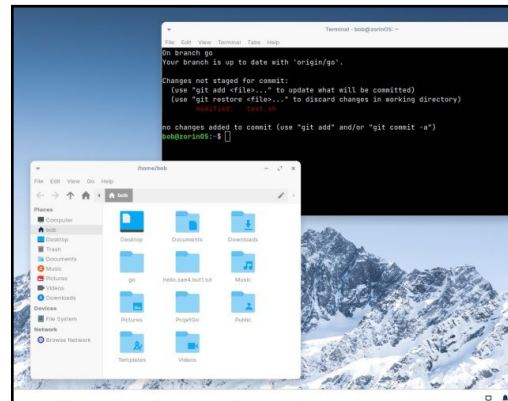 Terminal - bob@zorinOS: ~
File Edit View Terminal Tabs Help
On branch go
Your branch is up to date with 'origin/go'.
Changes not staged for commit:
(use "git add <file>..." to update what will be committed)
(use "git restore <file>..." to discard changes in working directory)
modified: test.sh
no changes added to commit (use "git add" and/or "git commit -a")
bob@zorinOS:~$
/home/bob
File Edit View Go Help
bob
Places
Computer
bob
Desktop
Trash
Documents
Music
Pictures
Videos
Downloads
Devices
File System
Network
Browse Network
Desktop Documents Downloads
go hello.sae4.but1.tut Music
Pictures ProjetGo Public
Templates Videos